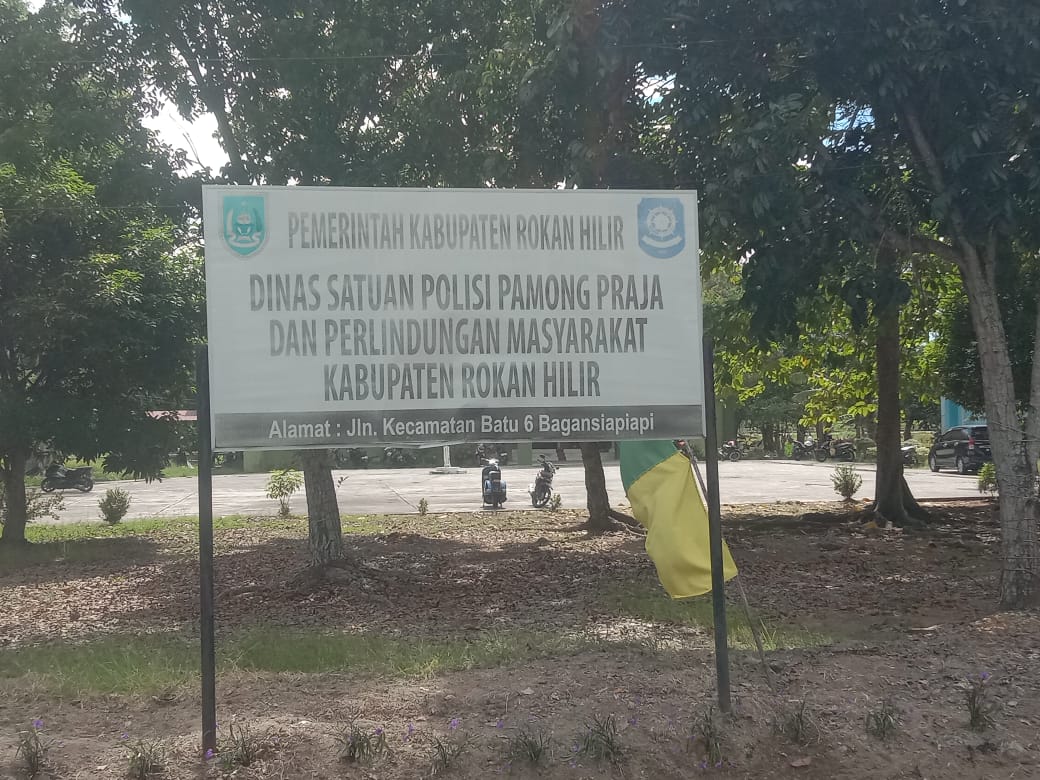 PEMERINTAH KABUPATEN ROKAN HILIR
DINAS SATUAN POLISI PAMONG PRAJA
DAN PERLINDUNGAN MASYARAKAT
KABUPATEN ROKAN HILIR
Alamat : Jln. Kecamatan Batu 6 Bagansiapiapi